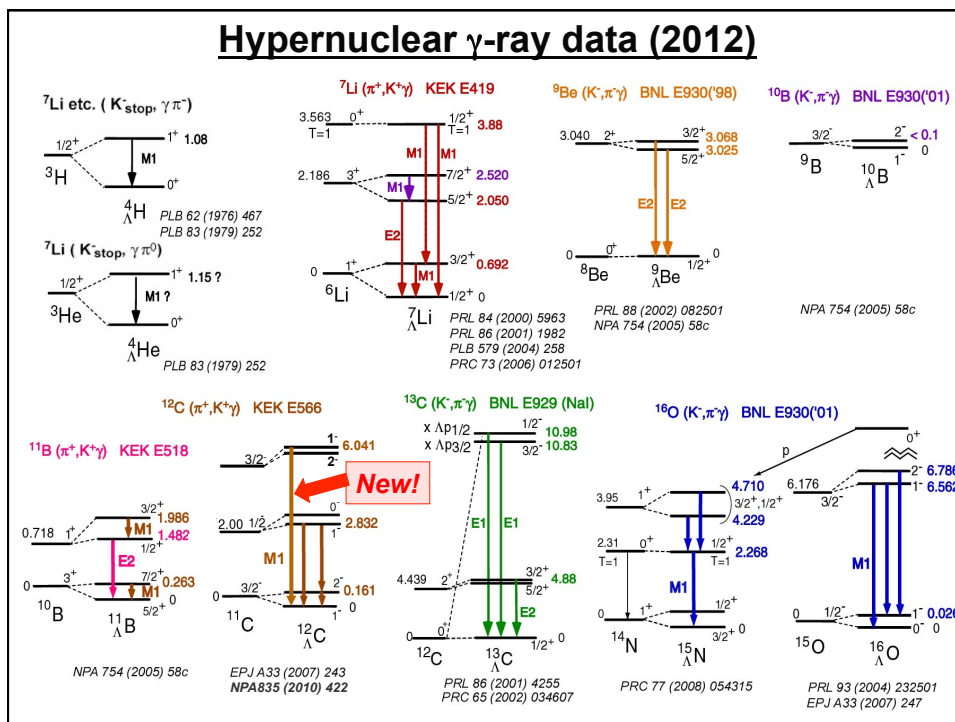 Hypernuclear γ-ray data (2012)
⁷Li etc. ( K⁻stop, γ π⁻)
1/2⁺
³H
1⁺ 1.08
M1
0⁺
⁴ΛH
PLB 62 (1976) 467
PLB 83 (1979) 252
⁷Li ( K⁻stop, γ π⁰)
1/2⁺
³He
1⁺ 1.15 ?
M1 ?
0⁺
⁴ΛHe
PLB 83 (1979) 252
⁷Li (π⁺,K⁺γ) KEK E419
3.563 0⁺
T=1
1/2⁺
T=1
3.88
M1 M1
2.186 3⁺
7/2⁺ 2.520
M1
5/2⁺ 2.050
E2
3/2⁺ 0.692
0 1⁺
M1
⁶Li
1/2⁺ 0
⁷ΛLi
PRL 84 (2000) 5963
PRL 86 (2001) 1982
PLB 579 (2004) 258
PRC 73 (2006) 012501
⁹Be (K⁻,π⁻γ) BNL E930('98)
3.040 2⁺
3/2⁺ 3.068
5/2⁺ 3.025
E2 E2
0 0⁺
⁸Be
⁹ΛBe
1/2⁺ 0
PRL 88 (2002) 082501
NPA 754 (2005) 58c
¹⁰B (K⁻,π⁻γ) BNL E930('01)
3/2⁻
⁹B
2⁻ < 0.1
1⁻ 0
¹⁰ΛB
NPA 754 (2005) 58c
¹¹B (π⁺,K⁺γ) KEK E518
0.718 1⁺
3/2⁺ 1.986
M1
1/2⁺ 1.482
E2
0 3⁺
7/2⁺ 0.263
M1
5/2⁺ 0
¹⁰B
¹¹ΛB
NPA 754 (2005) 58c
¹²C (π⁺,K⁺γ) KEK E566
3/2⁻
1⁻ 6.041
2⁻
New!
2.00 1/2⁻
0⁻
2.832
1⁻
M1
0 3/2⁻
2⁻ 0.161
1⁻ 0
¹¹C
¹²ΛC
EPJ A33 (2007) 243
NPA835 (2010) 422
¹³C (K⁻,π⁻γ) BNL E929 (NaI)
x Λp1/2
x Λp3/2
1/2⁻ 10.98
3/2⁻ 10.83
E1 E1
4.439 2⁺
3/2⁺
5/2⁺
4.88
E2
0 0⁺
¹²C
¹³ΛC
1/2⁺ 0
PRL 86 (2001) 4255
PRC 65 (2002) 034607
¹⁶O (K⁻,π⁻γ) BNL E930('01)
p
0⁺
3.95 1⁺
4.710
3/2⁺,1/2⁺
4.229
2.31 0⁺
T=1
1/2⁺
T=1
2.268
M1
0 1⁺
1/2⁺
3/2⁺ 0
¹⁴N
¹⁵ΛN
PRC 77 (2008) 054315
6.176
3/2⁻
2⁻ 6.786
1⁻ 6.562
M1
0 1/2⁻
1⁻ 0.026
0⁻ 0
¹⁵O
¹⁶ΛO
PRL 93 (2004) 232501
EPJ A33 (2007) 247